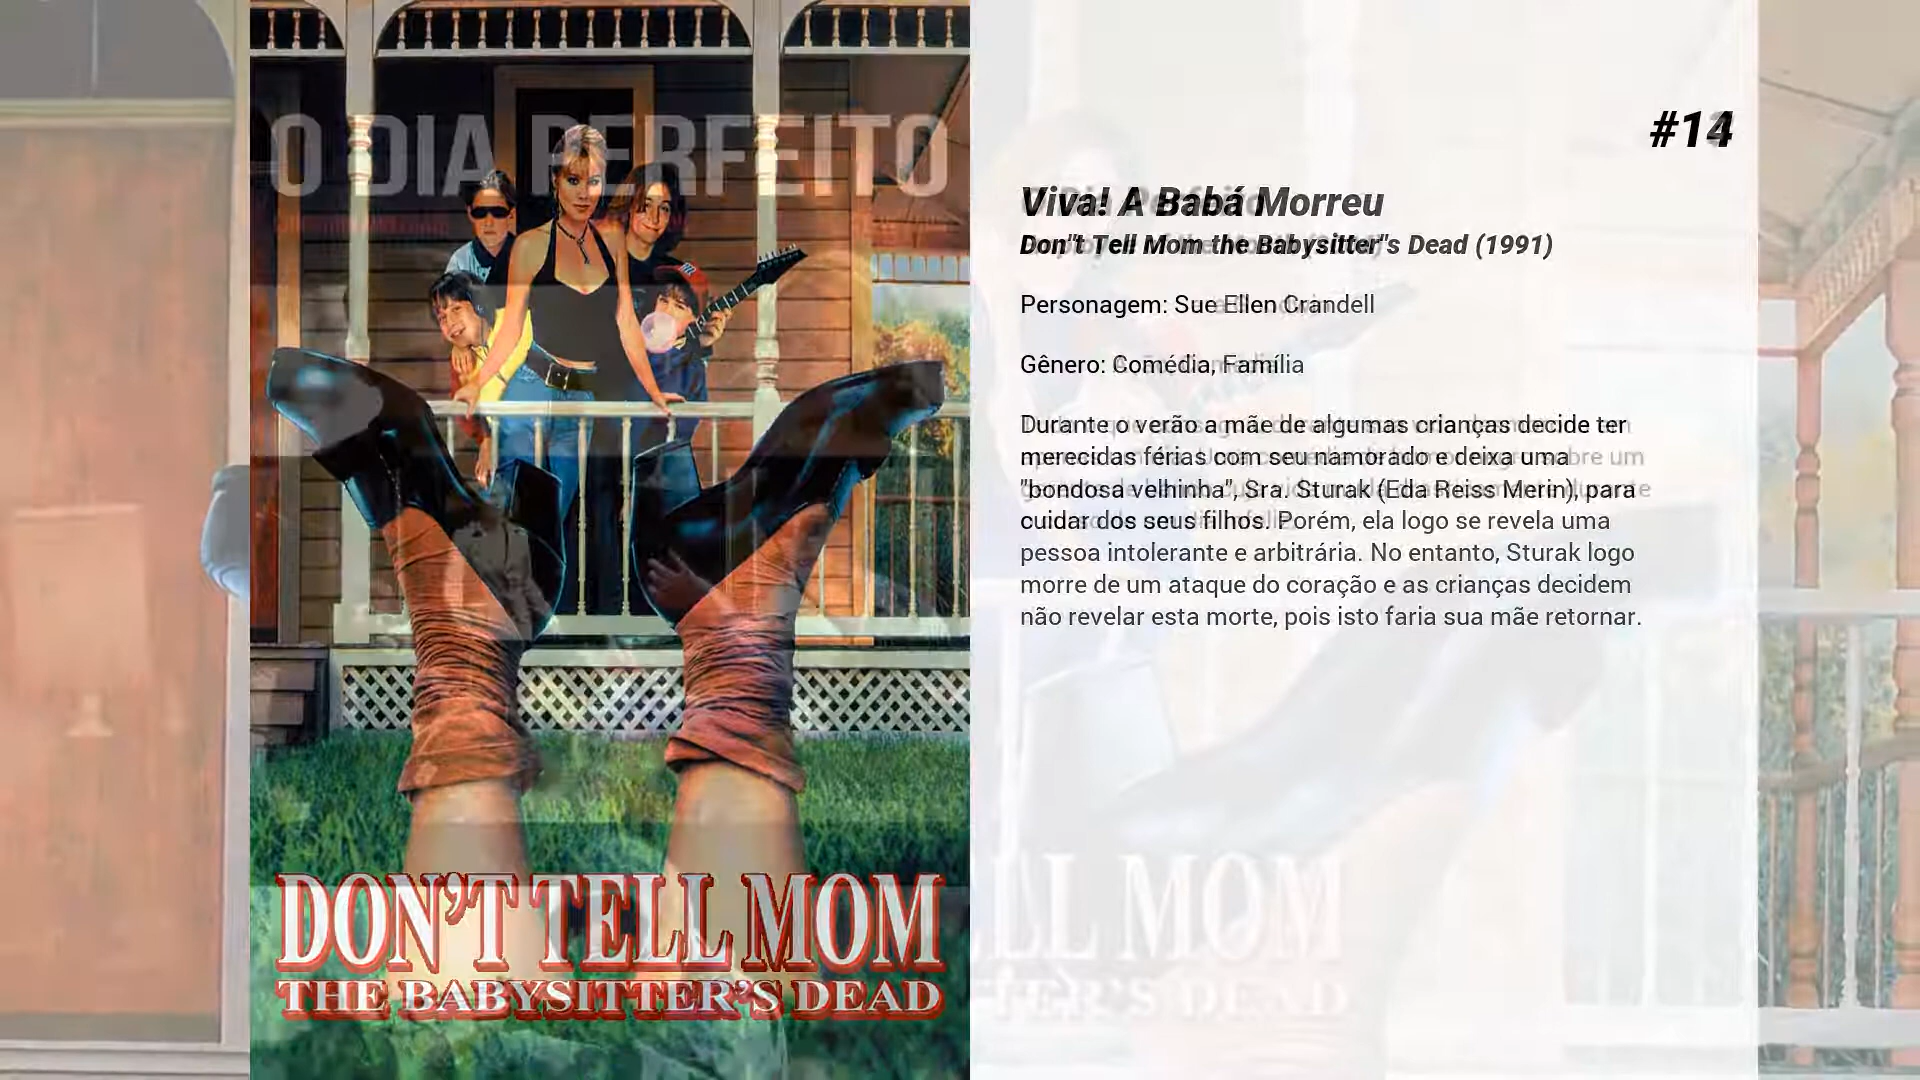 O DIA PERFEITO
DON'T TELL MOM
THE BABYSITTER'S DEAD
#14
Viva! A Babá Morreu
Don"t Tell Mom the Babysitter"s Dead (1991)
Personagem: Sue Ellen Crandell
Gênero: Comédia, Família
Durante o verão a mãe de algumas crianças decide ter
merecidas férias com seu namorado e deixa uma
"bondosa velhinha", Sra. Sturak (Eda Reiss Merin), para
cuidar dos seus filhos. Porém, ela logo se revela uma
pessoa intolerante e arbitrária. No entanto, Sturak logo
morre de um ataque do coração e as crianças decidem
não revelar esta morte, pois isto faria sua mãe retornar.